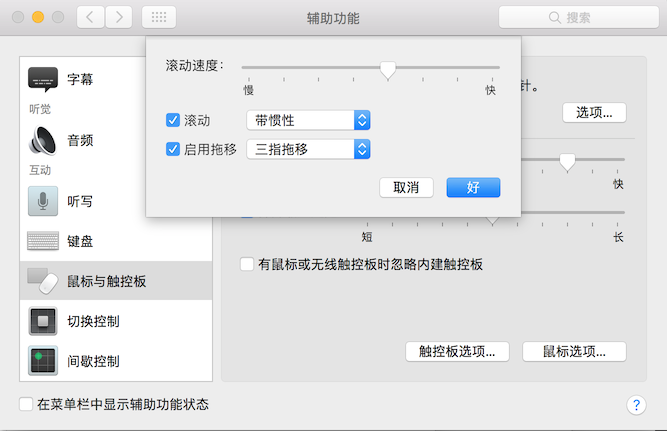 辅助功能
搜索
字幕
听觉
音频
互动
听写
键盘
鼠标与触控板
切换控制
间歇控制
滚动速度：
慢
快
滚动
带惯性
启用拖移
三指拖移
取消
好
针。
选项...
快
短
长
有鼠标或无线触控板时忽略内建触控板
触控板选项...
鼠标选项...
在菜单栏中显示辅助功能状态
?